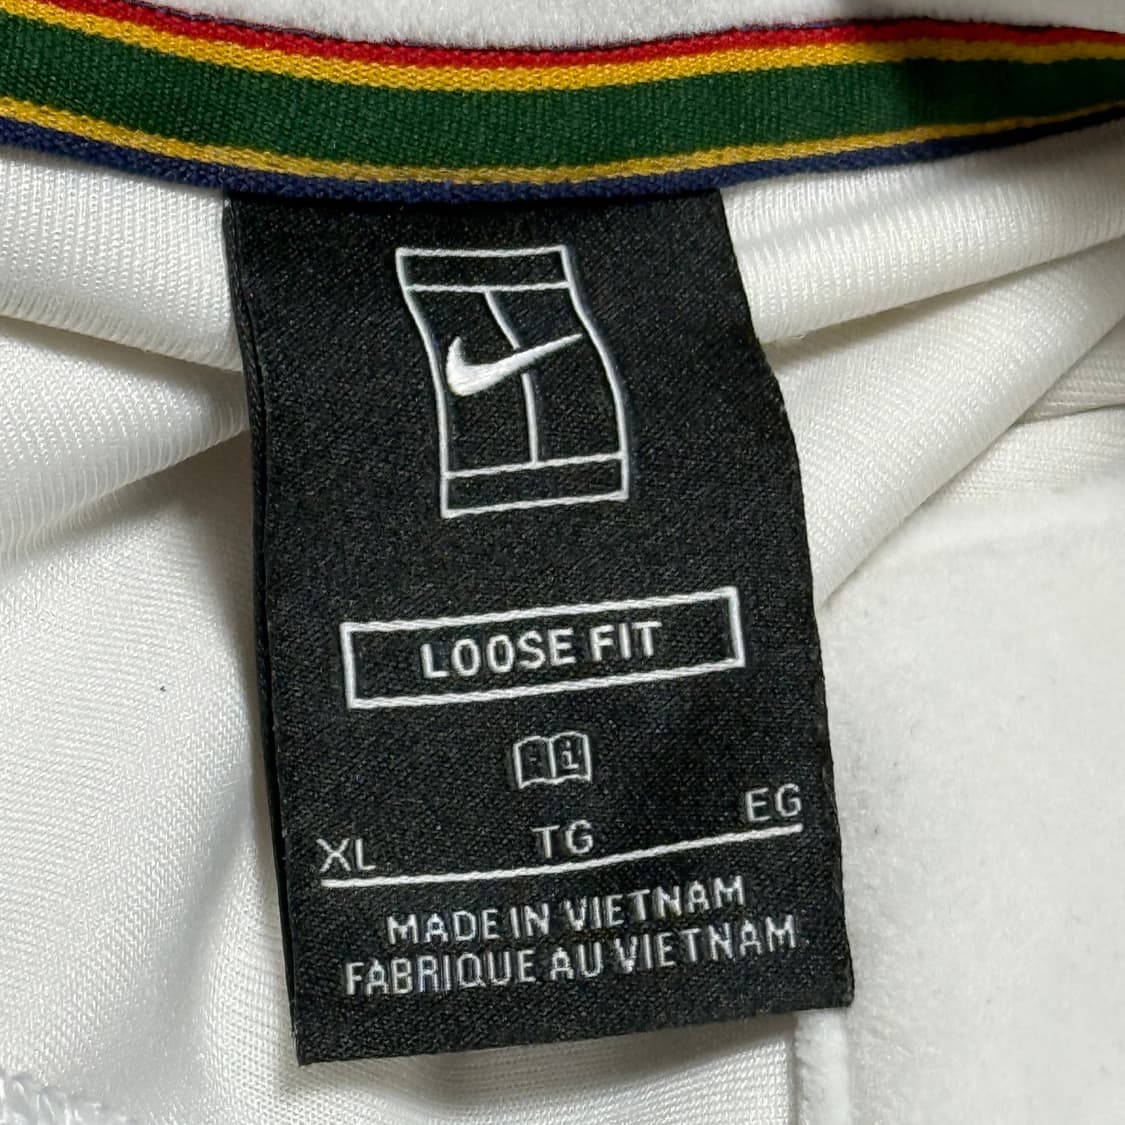 LOOSE FIT
i
XL TG EG
MADE IN VIETNAM
FABRIQUE AU VIETNAM